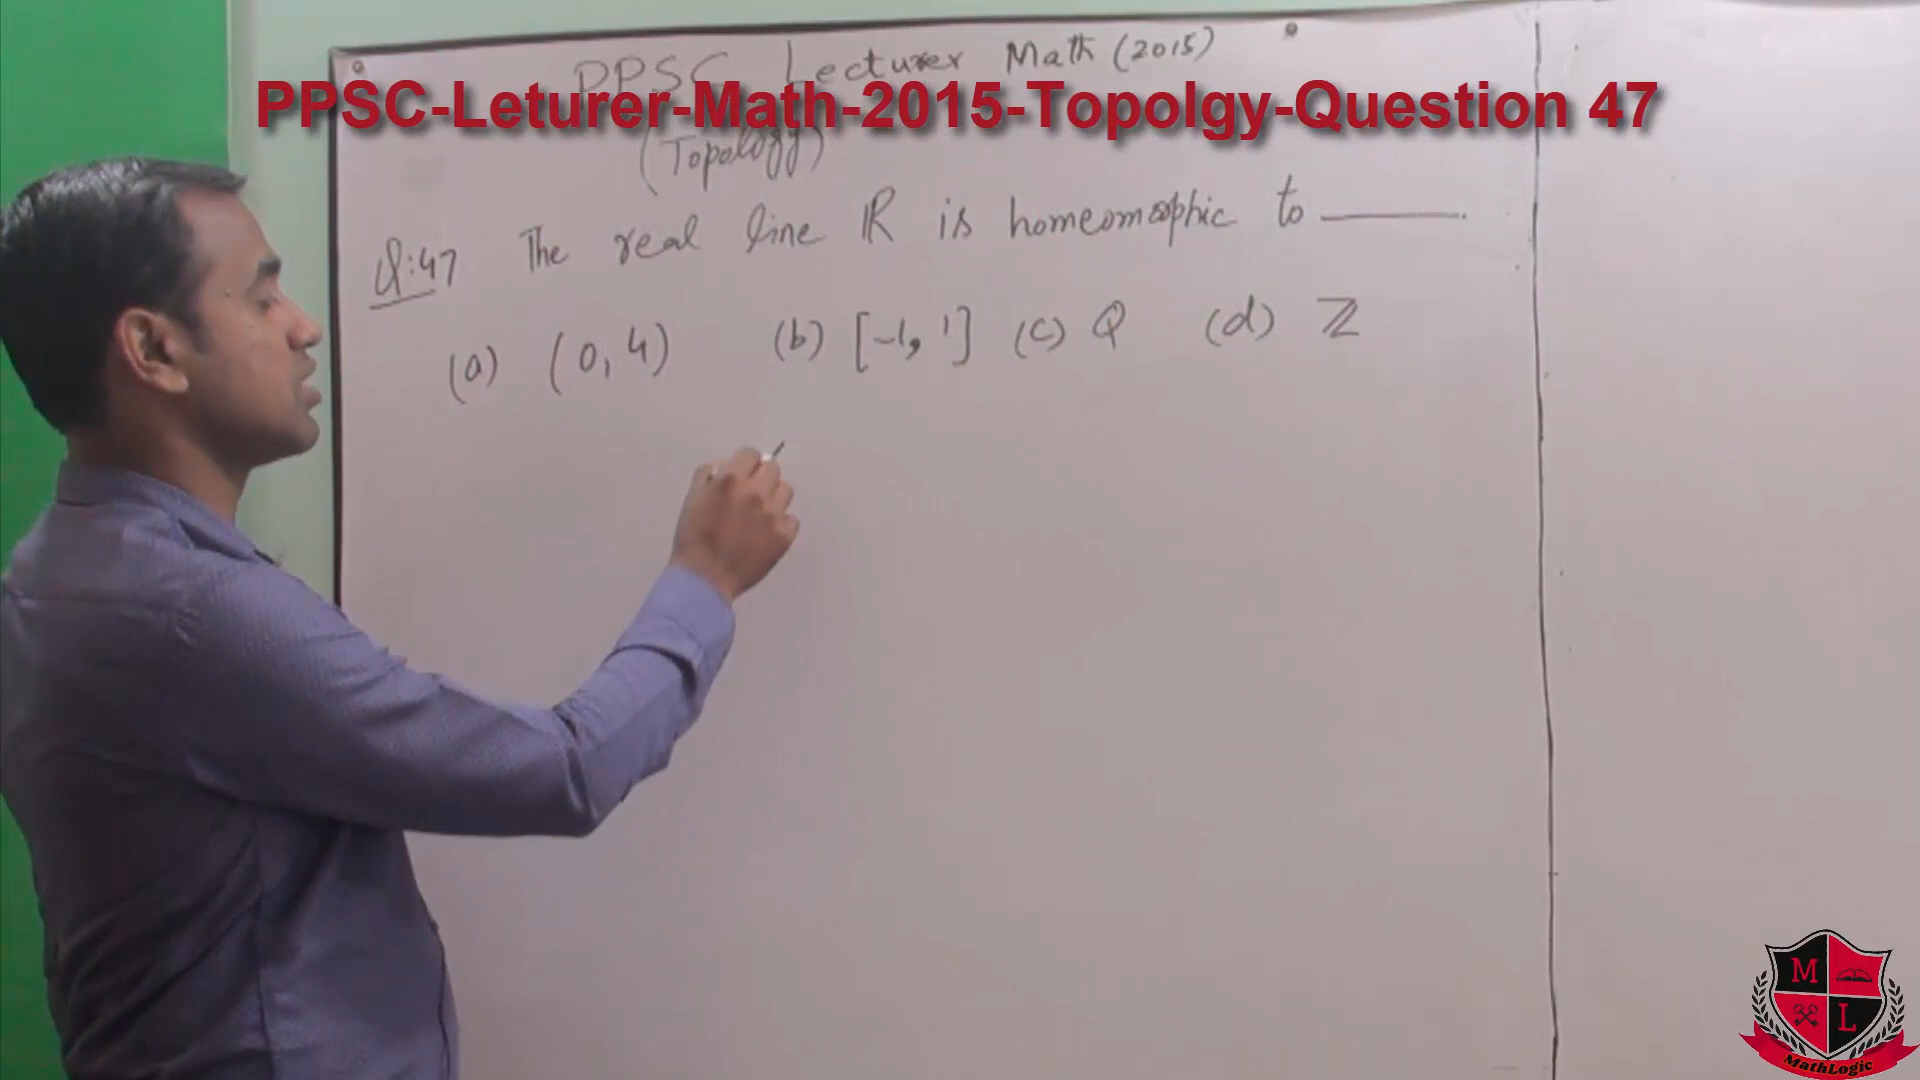 PPSC Lecturer Math (2015)
PPSC-Leturer-Math-2015-Topolgy-Question 47
(Topology)
Q:47 The real line ℝ is homeomorphic to ———.
(a) (0, 4) (b) [-1, 1] (c) Q (d) ℤ
M
L
MathLogic